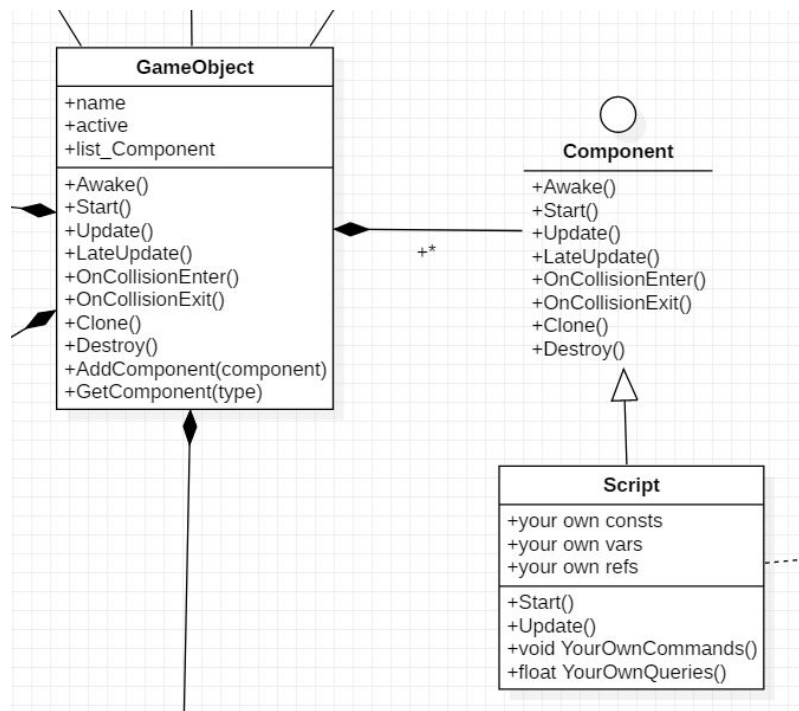 GameObject
+name
+active
+list_Component
+Awake()
+Start()
+Update()
+LateUpdate()
+OnCollisionEnter()
+OnCollisionExit()
+Clone()
+Destroy()
+AddComponent(component)
+GetComponent(type)
+*
Component
+Awake()
+Start()
+Update()
+LateUpdate()
+OnCollisionEnter()
+OnCollisionExit()
+Clone()
+Destroy()
Script
+your own consts
+your own vars
+your own refs
+Start()
+Update()
+void YourOwnCommands()
+float YourOwnQueries()